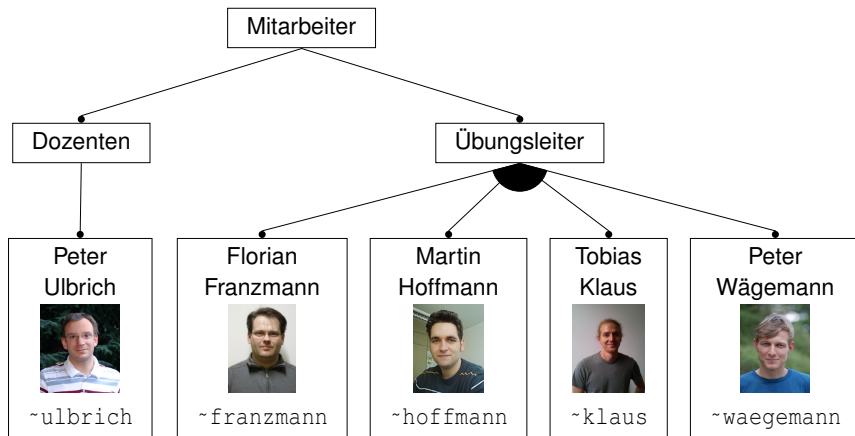 Mitarbeiter
Dozenten
Übungsleiter
Peter
Ulbrich
~ulbrich
Florian
Franzmann
~franzmann
Martin
Hoffmann
~hoffmann
Tobias
Klaus
~klaus
Peter
Wägemann
~waegemann